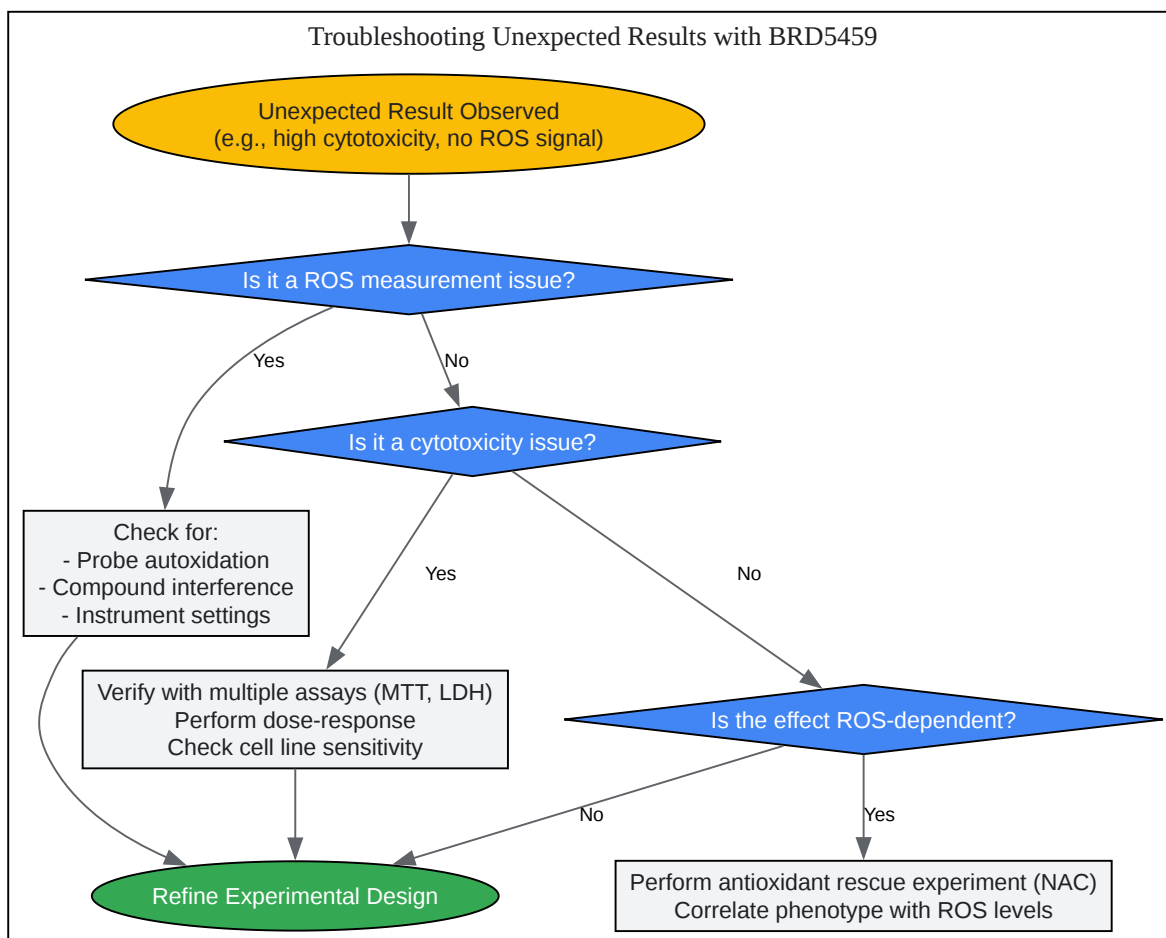 Troubleshooting Unexpected Results with BRD5459
Unexpected Result Observed
(e.g., high cytotoxicity, no ROS signal)
Is it a ROS measurement issue?
Yes
No
Is it a cytotoxicity issue?
Check for:
- Probe autoxidation
- Compound interference
- Instrument settings
Yes
No
Verify with multiple assays (MTT, LDH)
Perform dose-response
Check cell line sensitivity
Is the effect ROS-dependent?
No
Yes
Refine Experimental Design
Perform antioxidant rescue experiment (NAC)
Correlate phenotype with ROS levels